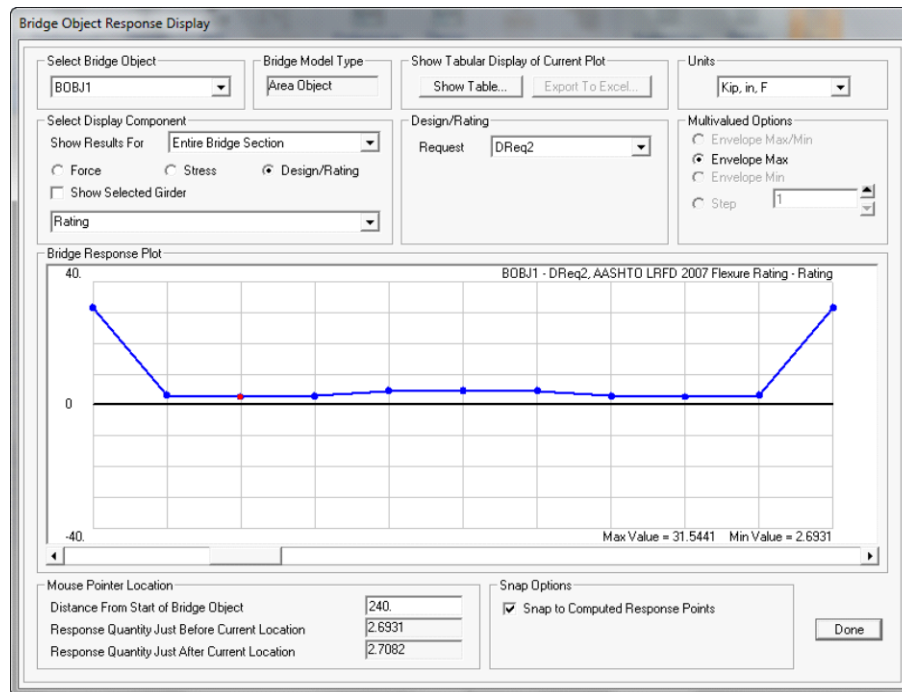 Bridge Object Response Display
Select Bridge Object
BOBJ1
Bridge Model Type
Area Object
Show Tabular Display of Current Plot
Show Table...
Export To Excel...
Units
Kip, in, F
Select Display Component
Show Results For
Entire Bridge Section
Force
Stress
Design/Rating
Show Selected Girder
Rating
Design/Rating
Request
DReq2
Multivalued Options
Envelope Max/Min
Envelope Max
Envelope Min
Step
1
Bridge Response Plot
40.
BOBJ1 - DReq2, AASHTO LRFD 2007 Flexure Rating - Rating
0
-40.
Max Value = 31.5441 Min Value = 2.6931
Mouse Pointer Location
Distance From Start of Bridge Object
240.
Response Quantity Just Before Current Location
2.6931
Response Quantity Just After Current Location
2.7082
Snap Options
Snap to Computed Response Points
Done